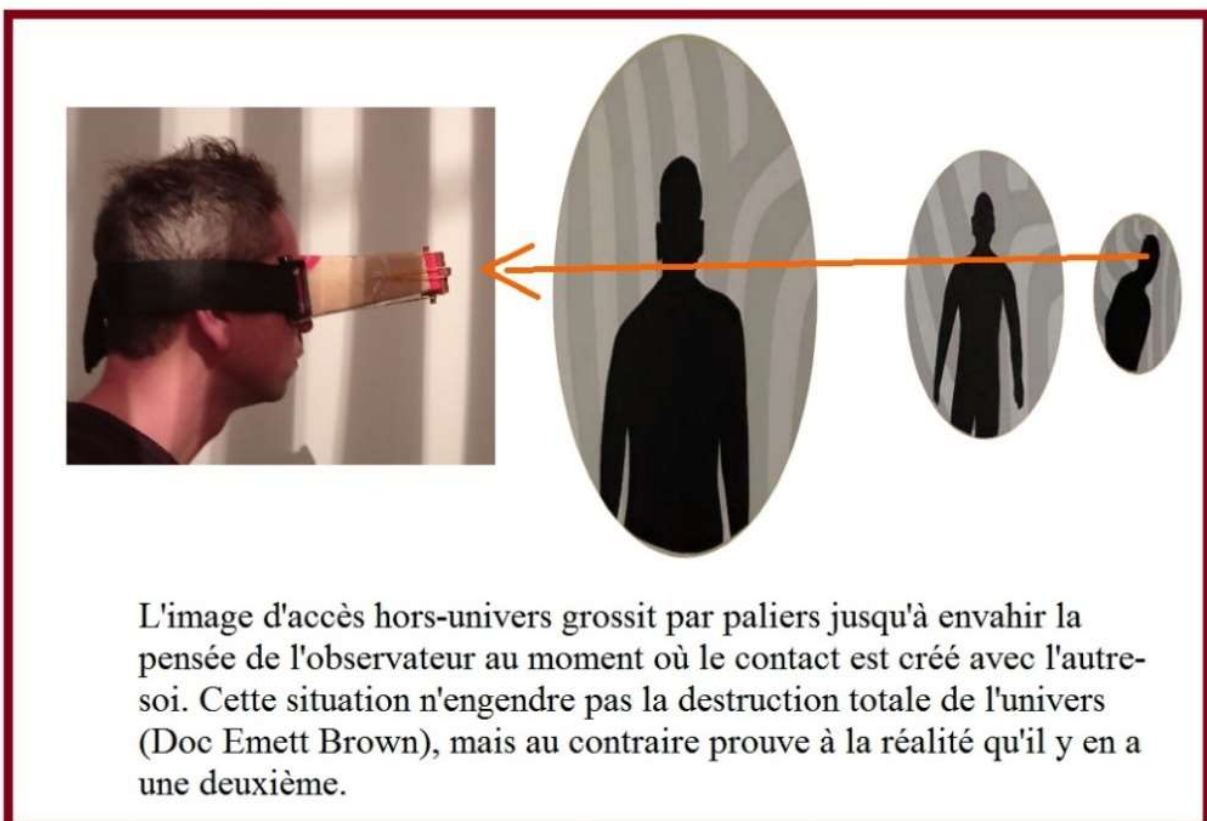 L'image d'accès hors-univers grossit par paliers jusqu'à envahir la
pensée de l'observateur au moment où le contact est créé avec l'autre-
soi. Cette situation n'engendre pas la destruction totale de l'univers
(Doc Emett Brown), mais au contraire prouve à la réalité qu'il y en a
une deuxième.